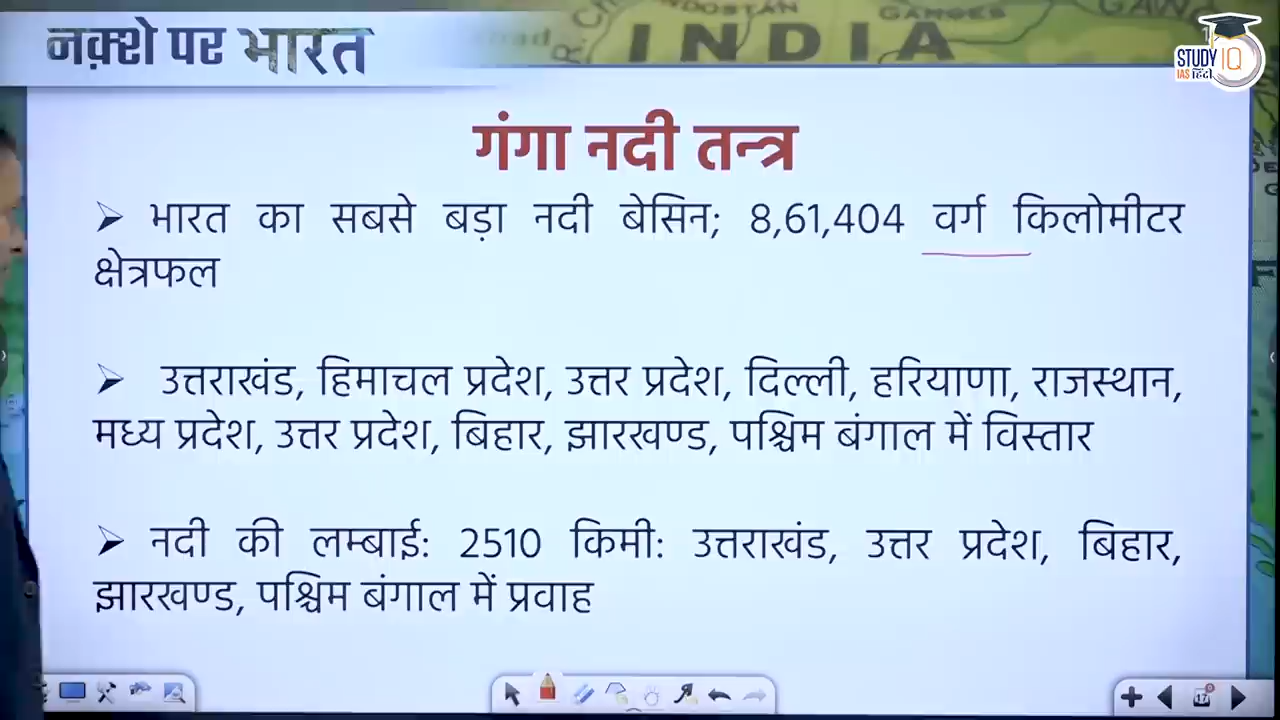 नक़्शे पर भारत
INDIA
STUDY IQ
IAS हिंदी
गंगा नदी तन्त्र
➢ भारत का सबसे बड़ा नदी बेसिन; 8,61,404 वर्ग किलोमीटर
क्षेत्रफल
➢ उत्तराखंड, हिमाचल प्रदेश, उत्तर प्रदेश, दिल्ली, हरियाणा, राजस्थान,
मध्य प्रदेश, उत्तर प्रदेश, बिहार, झारखण्ड, पश्चिम बंगाल में विस्तार
➢ नदी की लम्बाई: 2510 किमी: उत्तराखंड, उत्तर प्रदेश, बिहार,
झारखण्ड, पश्चिम बंगाल में प्रवाह
17